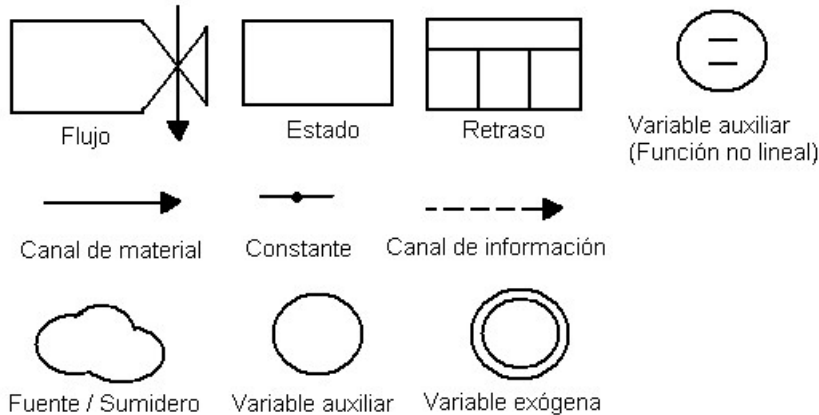 Flujo
Estado
Retraso
Variable auxiliar
(Función no lineal)
Canal de material
Constante
Canal de información
Fuente / Sumidero
Variable auxiliar
Variable exógena